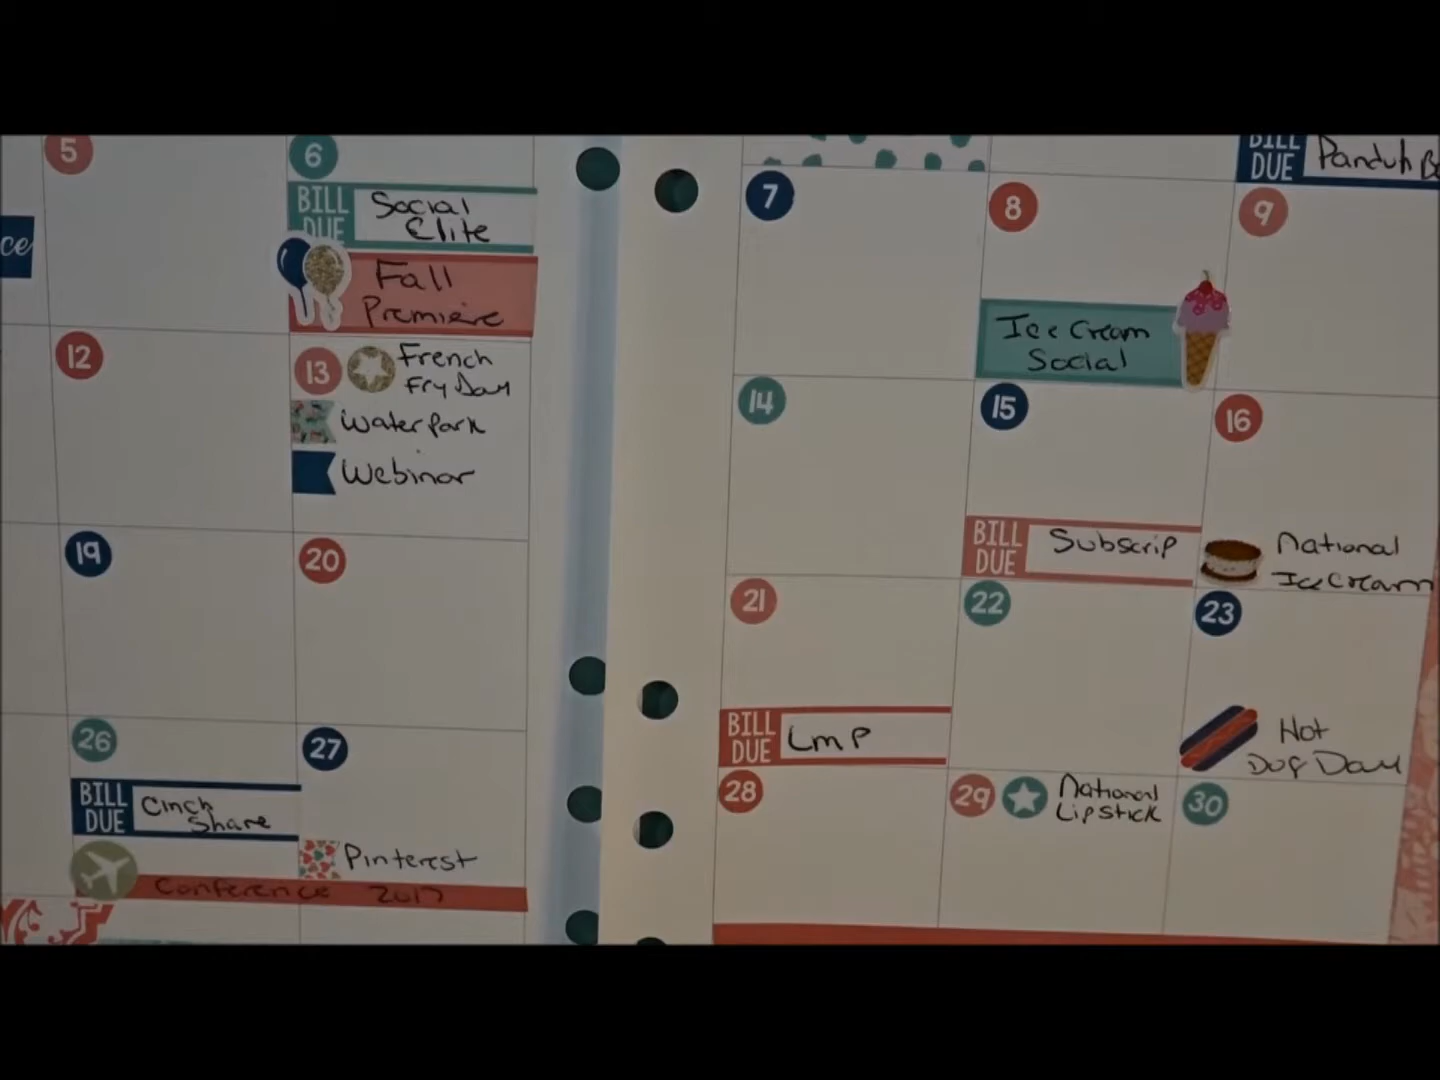 5
6
BILL
DUE
Social
Elite
Fall
Premiere
ce
12
13
French
Fry Day
Waterpark
Webinar
19
20
26
BILL
DUE
Cinch
Share
27
Pinterest
Conference 2017
BILL
DUE
7
8
Ice Cream
Social
9
14
15
BILL
DUE
Subscrip
16
National
Ice Cream
21
BILL
DUE
LMP
22
23
Hot
Dog Day
28
29
National
Lipstick
30